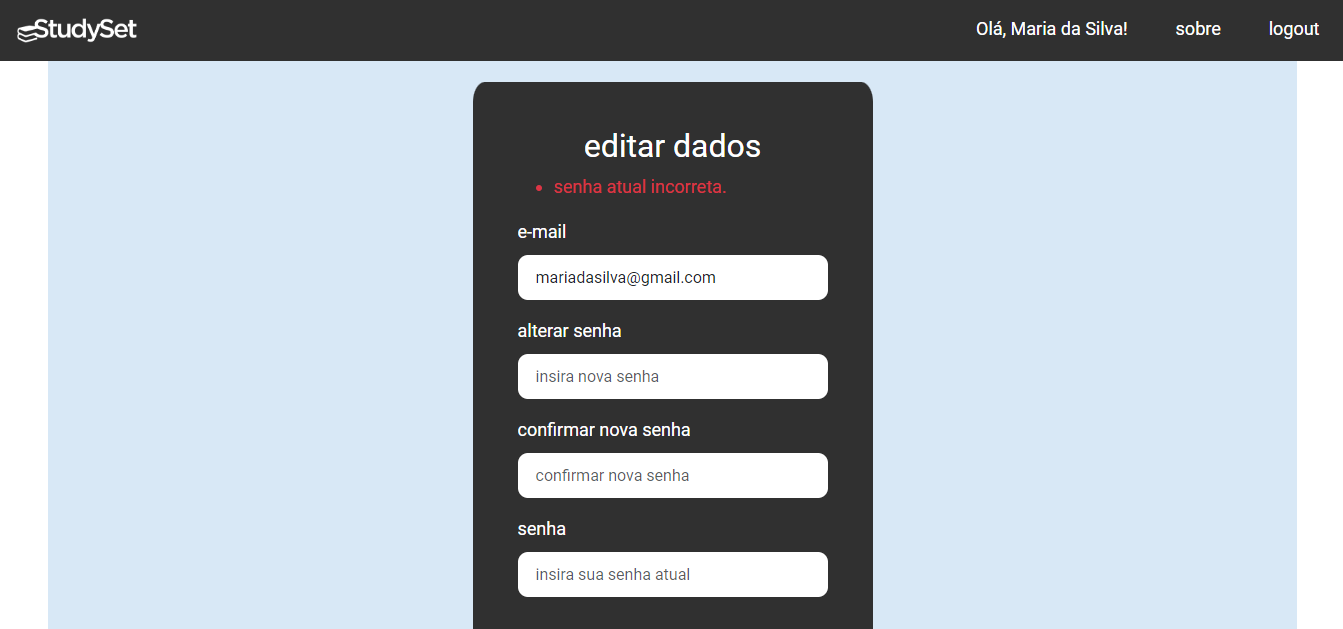 StudySet
Olá, Maria da Silva!
sobre
logout
editar dados
senha atual incorreta.
e-mail
mariadasilva@gmail.com
alterar senha
insira nova senha
confirmar nova senha
confirmar nova senha
senha
insira sua senha atual